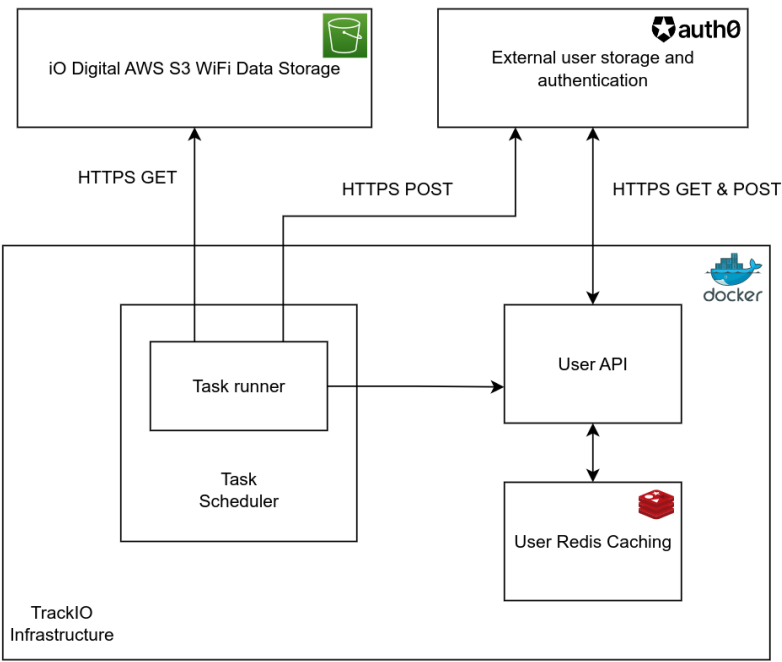 iO Digital AWS S3 WiFi Data Storage
auth0
External user storage and
authentication
HTTPS GET
HTTPS POST
HTTPS GET & POST
docker
Task runner
User API
Task
Scheduler
User Redis Caching
TrackIO
Infrastructure